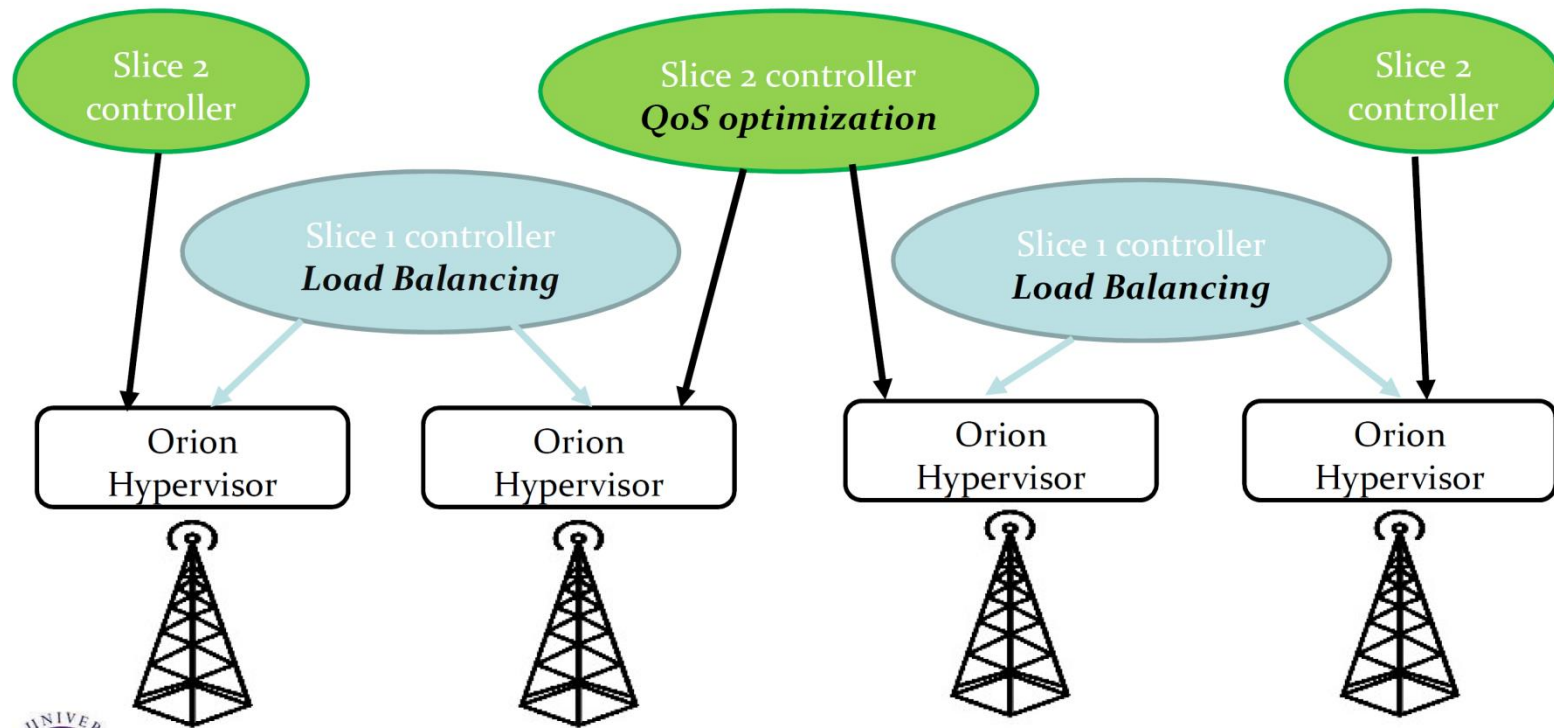 Slice 2
controller
Slice 2 controller
QoS optimization
Slice 2
controller
Slice 1 controller
Load Balancing
Slice 1 controller
Load Balancing
Orion
Hypervisor
Orion
Hypervisor
Orion
Hypervisor
Orion
Hypervisor